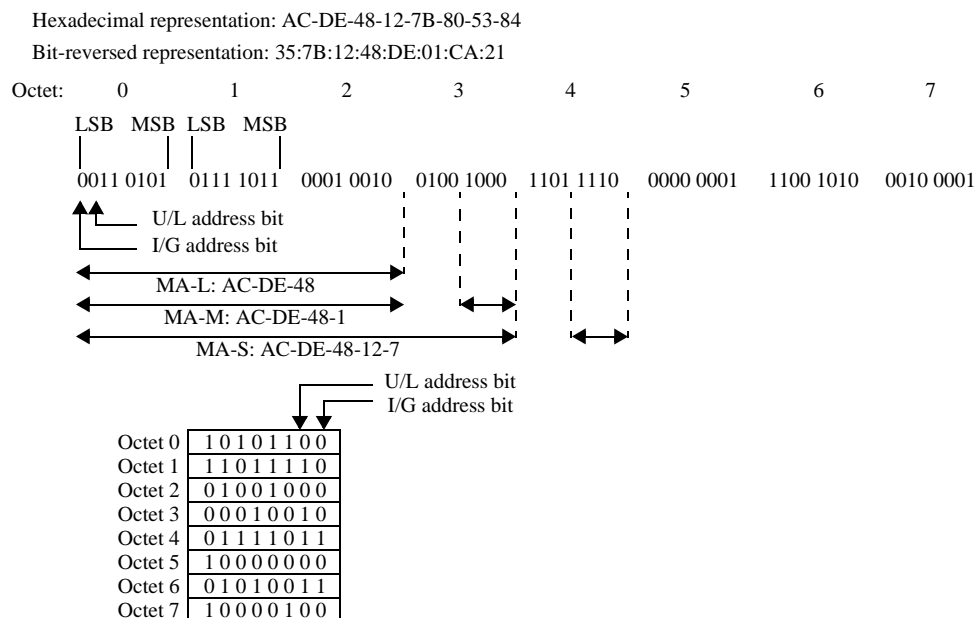 Hexadecimal representation: AC-DE-48-12-7B-80-53-84
Bit-reversed representation: 35:7B:12:48:DE:01:CA:21
Octet: 0 1 2 3 4 5 6 7
LSB MSB LSB MSB
0011 0101 0111 1011 0001 0010 0100 1000 1101 1110 0000 0001 1100 1010 0010 0001
U/L address bit
I/G address bit
MA-L: AC-DE-48
MA-M: AC-DE-48-1
MA-S: AC-DE-48-12-7
U/L address bit
I/G address bit
Octet 0 1 0 1 0 1 1 0 0
Octet 1 1 1 0 1 1 1 1 0
Octet 2 0 1 0 0 1 0 0 0
Octet 3 0 0 0 1 0 0 1 0
Octet 4 0 1 1 1 1 0 1 1
Octet 5 1 0 0 0 0 0 0 0
Octet 6 0 1 0 1 0 0 1 1
Octet 7 1 0 0 0 0 1 0 0